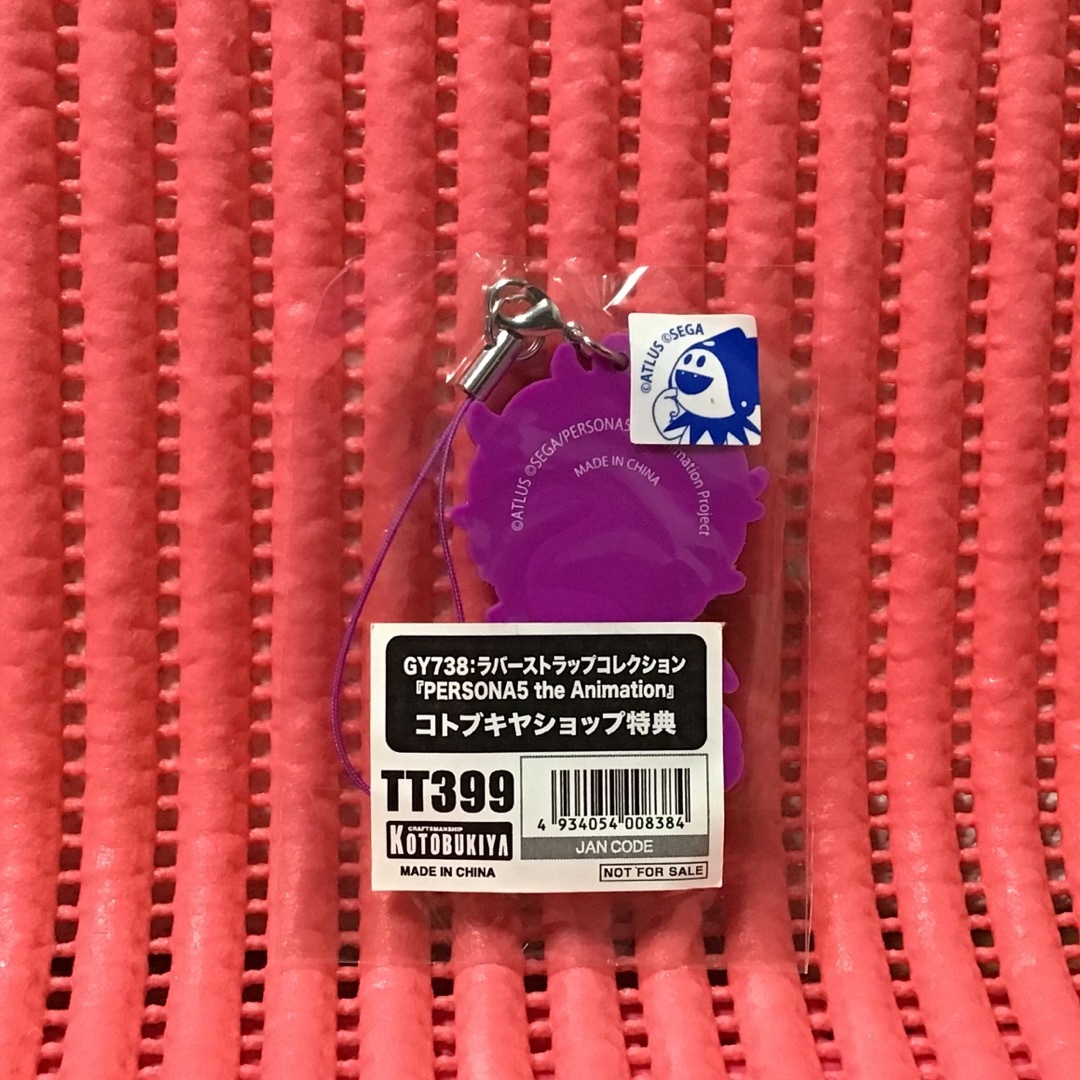 ©ATLUS ©SEGA
©ATLUS ©SEGA/PERSONA5
mation Project
MADE IN CHINA
GY738:ラバーストラップコレクション
『PERSONA5 the Animation』
コトブキヤショップ特典
TT399
4 934054 008384
JAN CODE
CRAFTSMANSHIP
KOTOBUKIYA
MADE IN CHINA
NOT FOR SALE